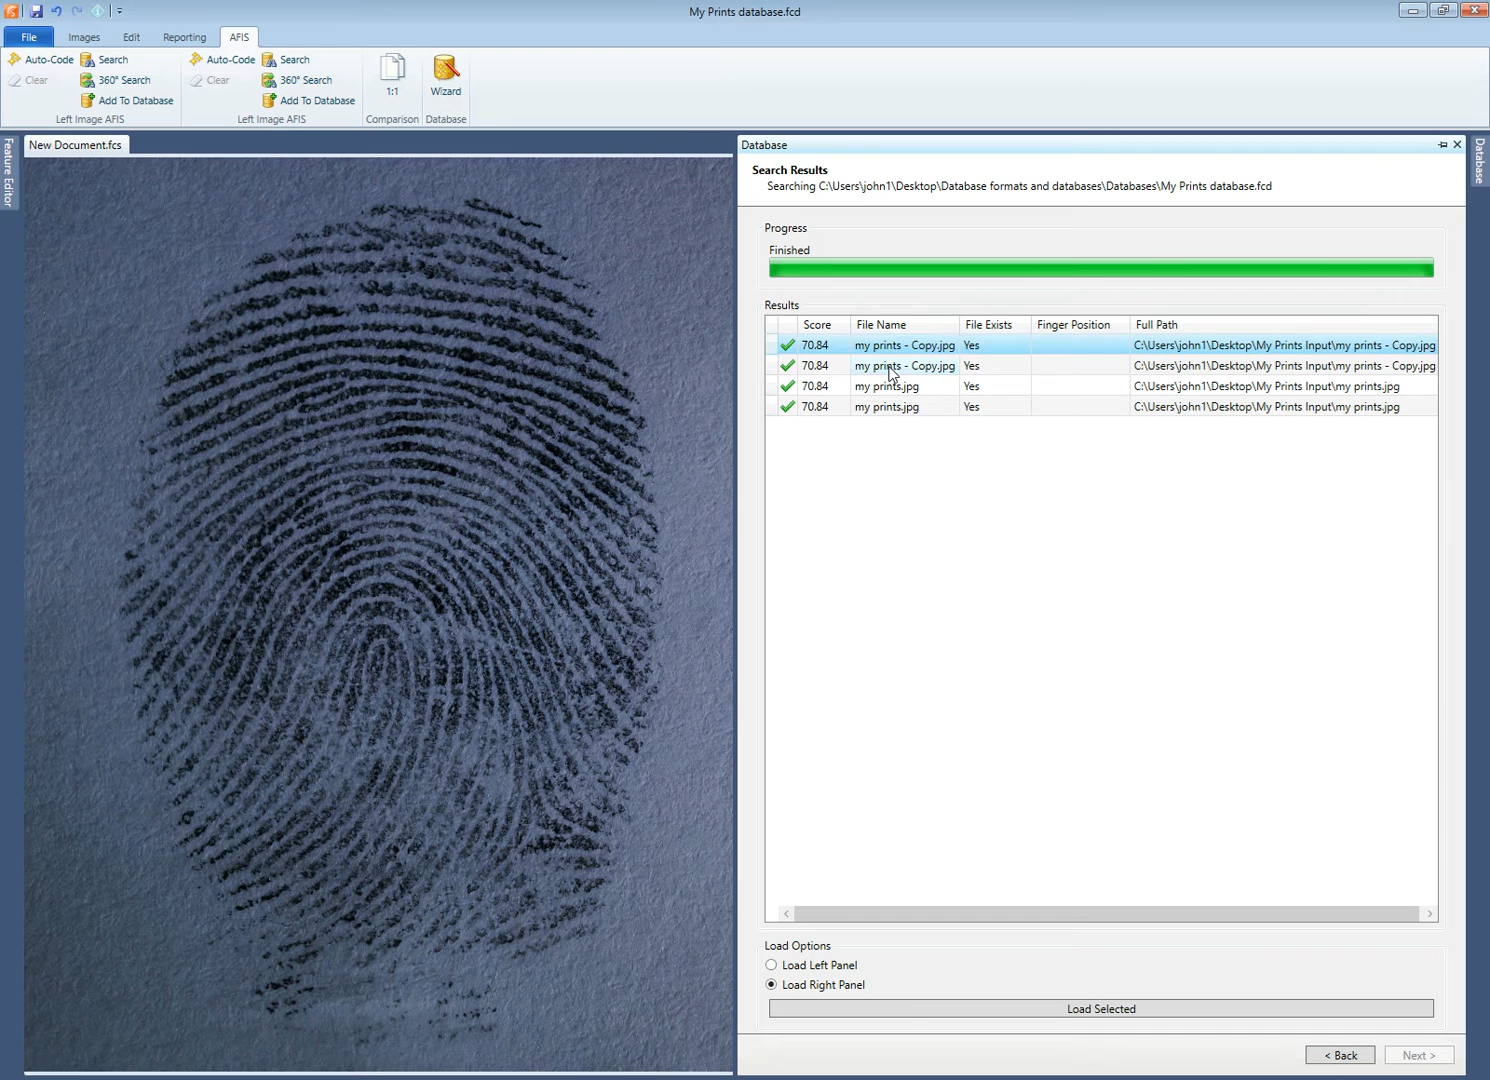 My Prints database.fcd
File Images Edit Reporting AFIS
Auto-Code Search Auto-Code Search
Clear 360° Search Clear 360° Search 1:1 Wizard
Add To Database Add To Database
Left Image AFIS Left Image AFIS Comparison Database
Feature Editor
New Document.fcs
Database
Database
Search Results
Searching C:\Users\john1\Desktop\Database formats and databases\Databases\My Prints database.fcd
Progress
Finished
Results
Score File Name File Exists Finger Position Full Path
70.84 my prints - Copy.jpg Yes C:\Users\john1\Desktop\My Prints Input\my prints - Copy.jpg
70.84 my prints - Copy.jpg Yes C:\Users\john1\Desktop\My Prints Input\my prints - Copy.jpg
70.84 my prints.jpg Yes C:\Users\john1\Desktop\My Prints Input\my prints.jpg
70.84 my prints.jpg Yes C:\Users\john1\Desktop\My Prints Input\my prints.jpg
Load Options
Load Left Panel
Load Right Panel
Load Selected
< Back Next >